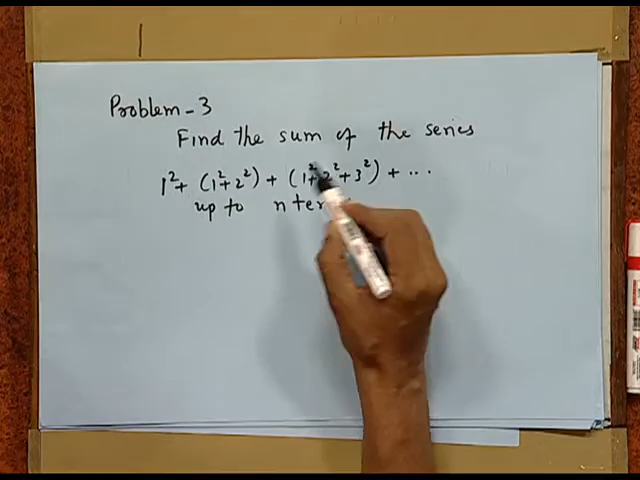 Problem-3
Find the sum of the series
1²+ (1²+2²) + (1²+2²+3²) + ...
up to n